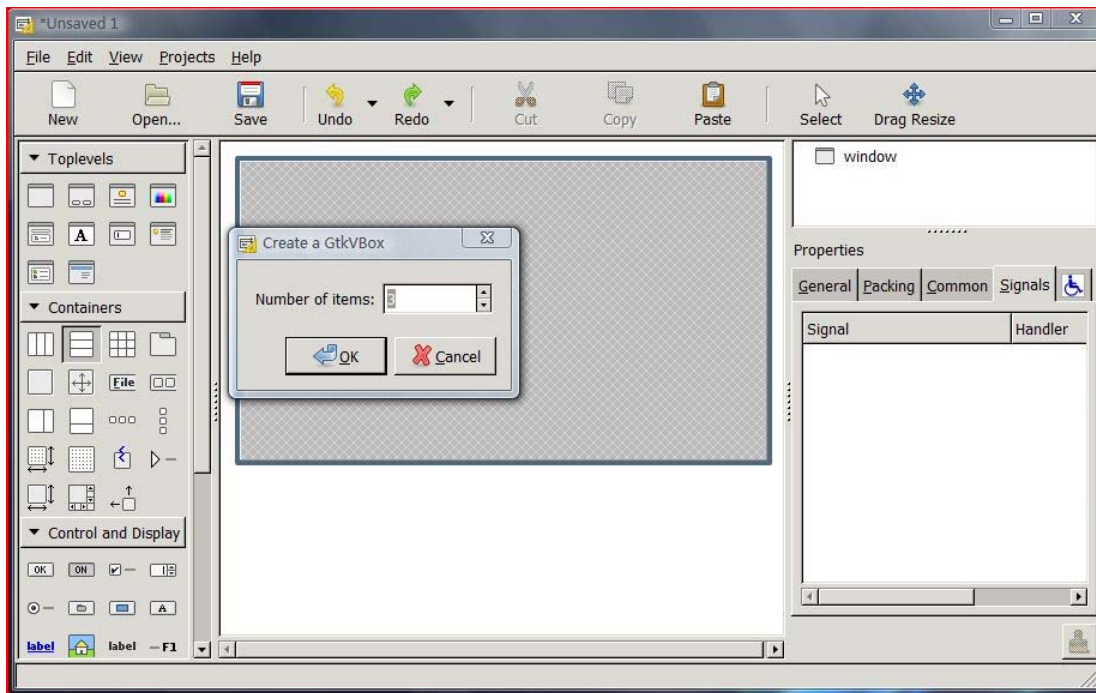 *Unsaved 1
File Edit View Projects Help
New Open... Save Undo Redo Cut Copy Paste Select Drag Resize
Toplevels
A
Containers
File
Control and Display
OK ON
A
label label F1
Create a GtkVBox
Number of items: 3
OK Cancel
window
Properties
General Packing Common Signals
Signal Handler